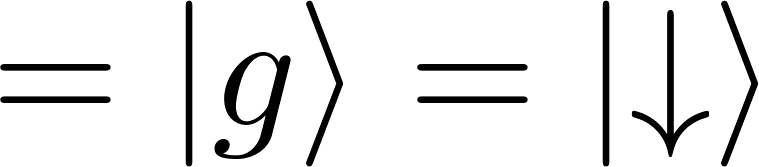 = |g⟩ = |↓⟩